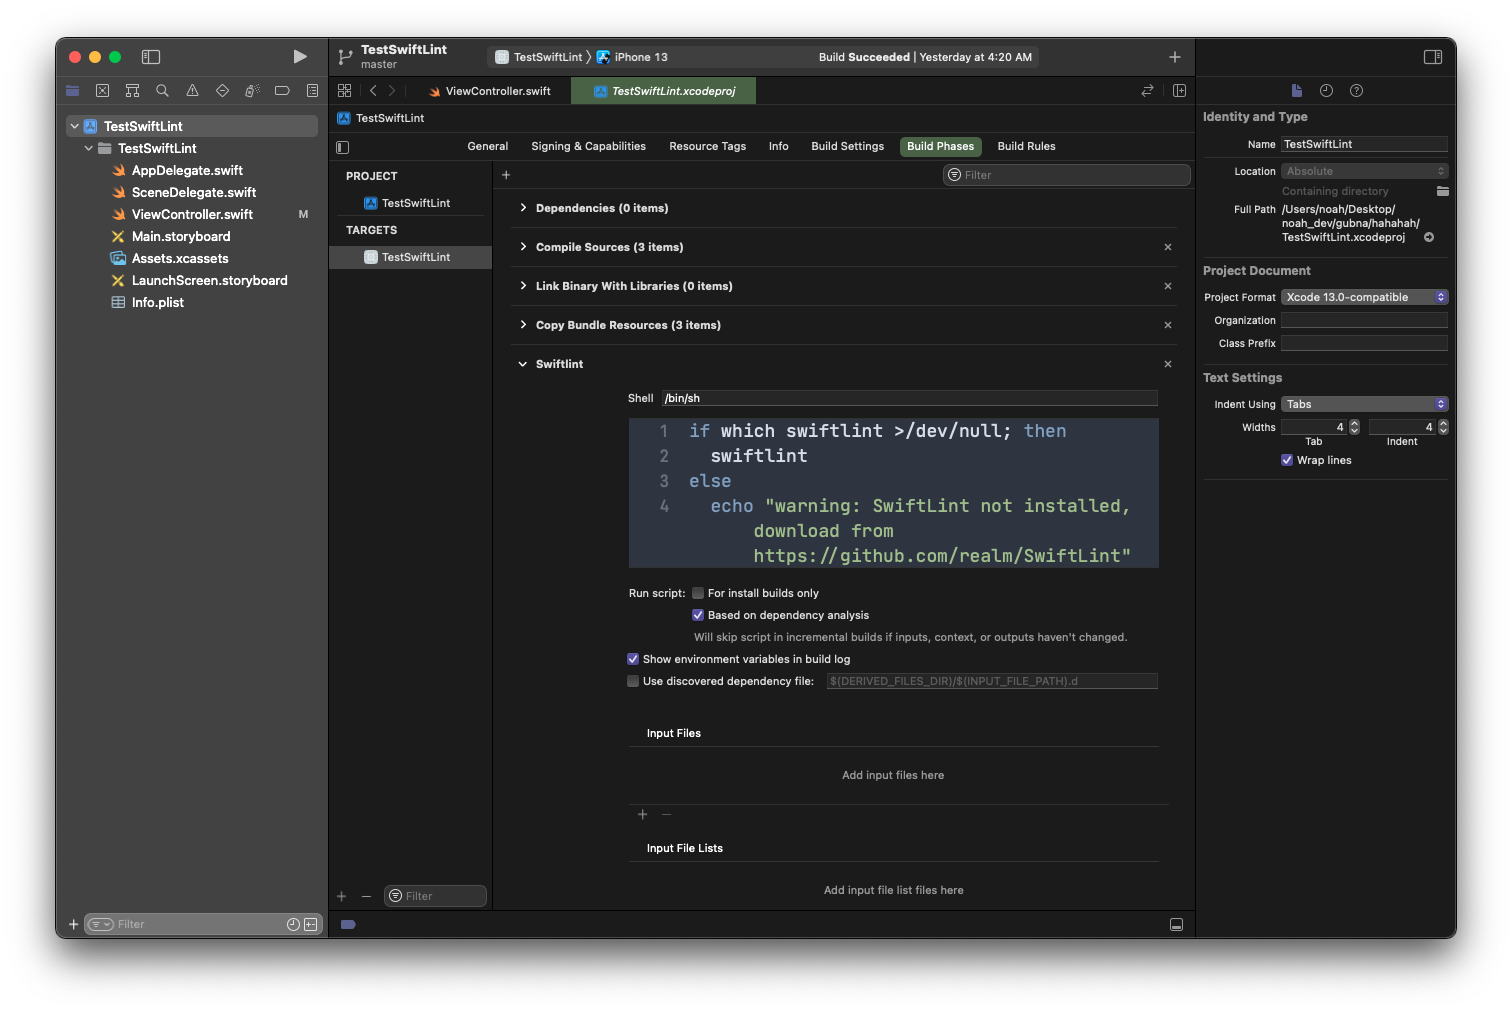 TestSwiftLint
master
TestSwiftLint
iPhone 13
Build Succeeded | Yesterday at 4:20 AM
ViewController.swift
TestSwiftLint.xcodeproj
TestSwiftLint
TestSwiftLint
AppDelegate.swift
SceneDelegate.swift
ViewController.swift
M
Main.storyboard
Assets.xcassets
LaunchScreen.storyboard
Info.plist
Filter
TestSwiftLint
General
Signing & Capabilities
Resource Tags
Info
Build Settings
Build Phases
Build Rules
PROJECT
TestSwiftLint
TARGETS
TestSwiftLint
Filter
Filter
Dependencies (0 items)
Compile Sources (3 items)
Link Binary With Libraries (0 items)
Copy Bundle Resources (3 items)
Swiftlint
Shell /bin/sh
1 if which swiftlint >/dev/null; then
2 swiftlint
3 else
4 echo "warning: SwiftLint not installed,
download from
https://github.com/realm/SwiftLint"
Run script: For install builds only
Based on dependency analysis
Will skip script in incremental builds if inputs, context, or outputs haven't changed.
Show environment variables in build log
Use discovered dependency file: $(DERIVED_FILES_DIR)/$(INPUT_FILE_PATH).d
Input Files
Add input files here
Input File Lists
Add input file list files here
Identity and Type
Name TestSwiftLint
Location Absolute
Containing directory
Full Path /Users/noah/Desktop/
noah_dev/gubna/hahahah/
TestSwiftLint.xcodeproj
Project Document
Project Format Xcode 13.0-compatible
Organization
Class Prefix
Text Settings
Indent Using Tabs
Widths 4 4
Tab Indent
Wrap lines